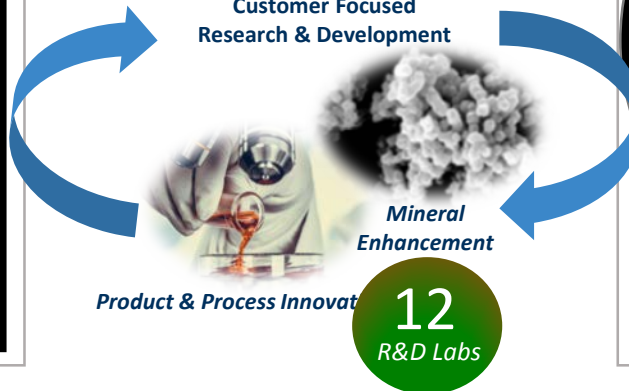 Customer Focused
Research & Development
Mineral
Enhancement
Product & Process Innovat
12
R&D Labs